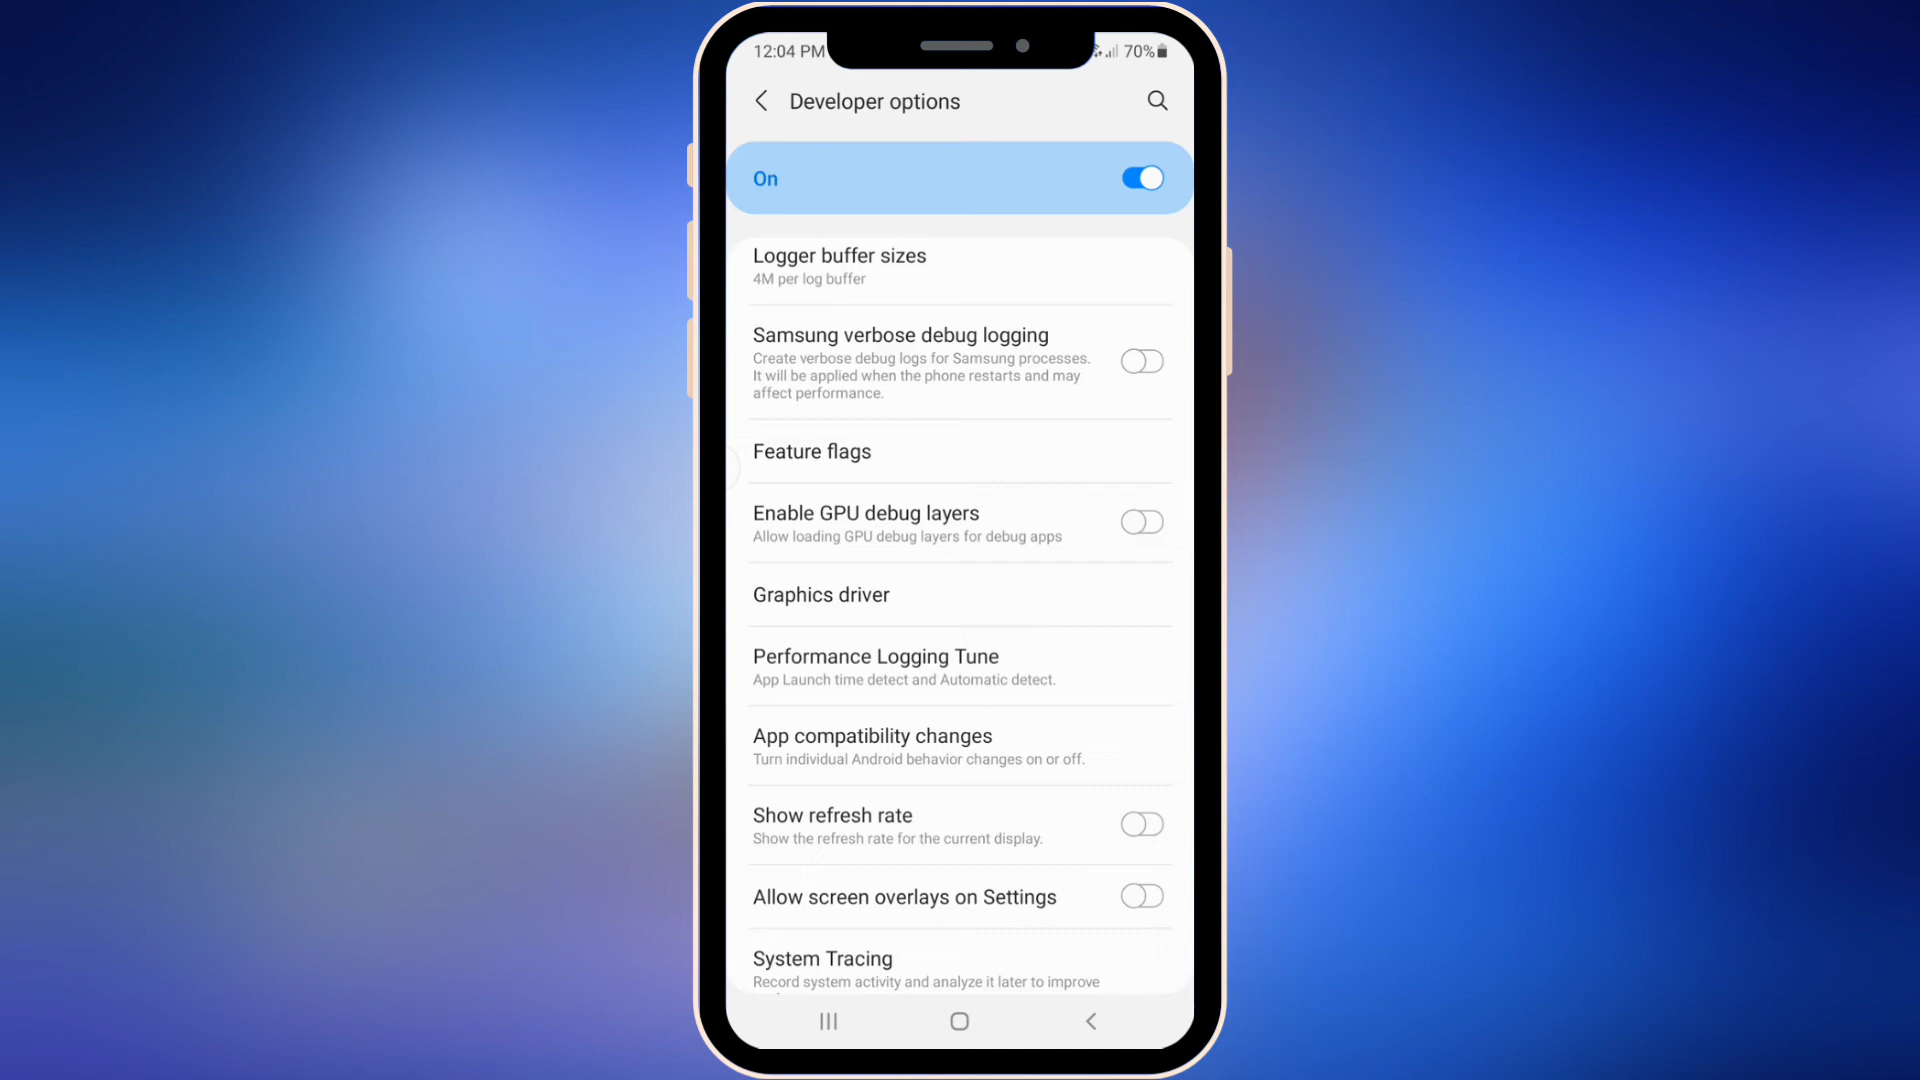 12:04 PM 70%
Developer options
On
Logger buffer sizes
4M per log buffer
Samsung verbose debug logging
Create verbose debug logs for Samsung processes.
It will be applied when the phone restarts and may
affect performance.
Feature flags
Enable GPU debug layers
Allow loading GPU debug layers for debug apps
Graphics driver
Performance Logging Tune
App Launch time detect and Automatic detect.
App compatibility changes
Turn individual Android behavior changes on or off.
Show refresh rate
Show the refresh rate for the current display.
Allow screen overlays on Settings
System Tracing
Record system activity and analyze it later to improve